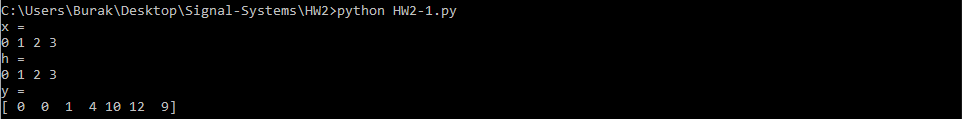 C:\Users\Burak\Desktop\Signal-Systems\HW2>python HW2-1.py
x =
0 1 2 3
h =
0 1 2 3
y =
[ 0  0  1  4 10 12  9]